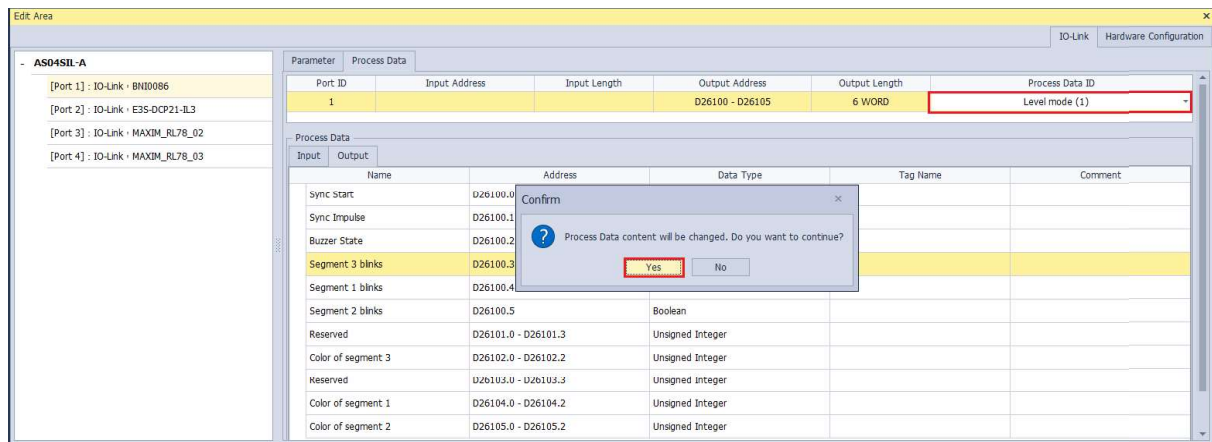 Edit Area
IO-Link Hardware Configuration
- AS04SIL-A
[Port 1] : IO-Link, BNI0086
[Port 2] : IO-Link, E3S-DCP21-IL3
[Port 3] : IO-Link, MAXIM_RL78_02
[Port 4] : IO-Link, MAXIM_RL78_03
Parameter Process Data
Port ID Input Address Input Length Output Address Output Length Process Data ID
1 D26100 - D26105 6 WORD Level mode (1)
Process Data
Input Output
Name Address Data Type Tag Name Comment
Sync Start D26100.0
Sync Impulse D26100.1
Buzzer State D26100.2
Segment 3 blinks D26100.3
Segment 1 blinks D26100.4
Segment 2 blinks D26100.5 Boolean
Reserved D26101.0 - D26101.3 Unsigned Integer
Color of segment 3 D26102.0 - D26102.2 Unsigned Integer
Reserved D26103.0 - D26103.3 Unsigned Integer
Color of segment 1 D26104.0 - D26104.2 Unsigned Integer
Color of segment 2 D26105.0 - D26105.2 Unsigned Integer
Confirm
Process Data content will be changed. Do you want to continue?
Yes No